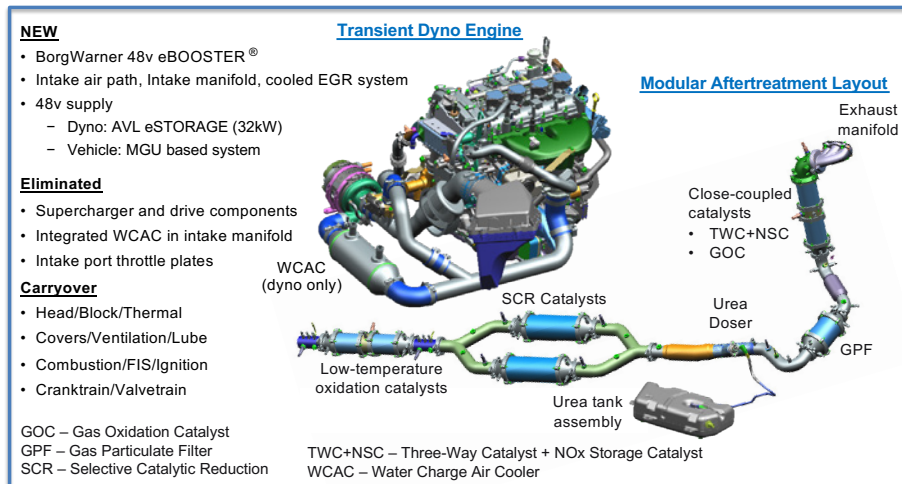 NEW
• BorgWarner 48v eBOOSTER ®
• Intake air path, Intake manifold, cooled EGR system
• 48v supply
− Dyno: AVL eSTORAGE (32kW)
− Vehicle: MGU based system
Eliminated
• Supercharger and drive components
• Integrated WCAC in intake manifold
• Intake port throttle plates
Carryover
• Head/Block/Thermal
• Covers/Ventilation/Lube
• Combustion/FIS/Ignition
• Cranktrain/Valvetrain
GOC – Gas Oxidation Catalyst
GPF – Gas Particulate Filter
SCR – Selective Catalytic Reduction
Transient Dyno Engine
WCAC
(dyno only)
Modular Aftertreatment Layout
Exhaust
manifold
Close-coupled
catalysts
• TWC+NSC
• GOC
SCR Catalysts
Urea
Doser
GPF
Low-temperature
oxidation catalysts
Urea tank
assembly
TWC+NSC – Three-Way Catalyst + NOx Storage Catalyst
WCAC – Water Charge Air Cooler